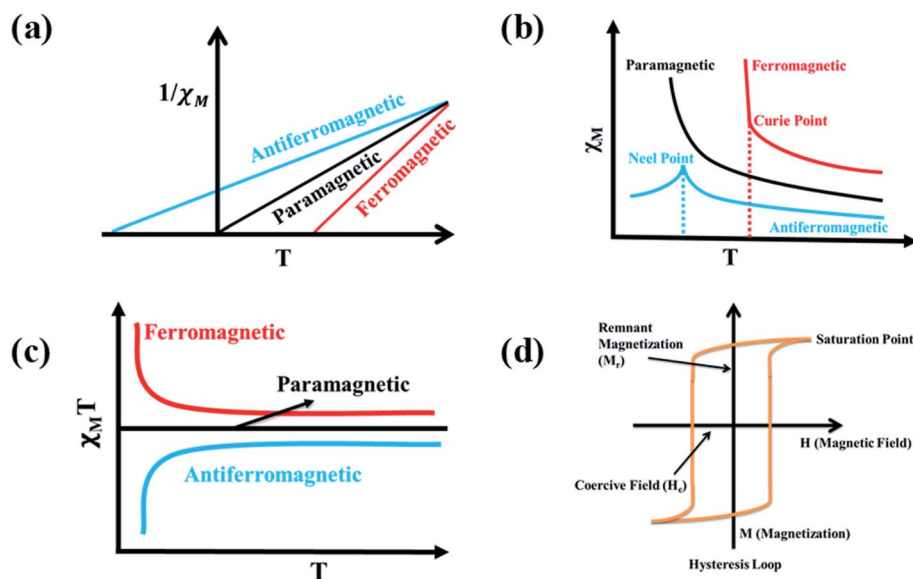 (a)
1/χM
Antiferromagnetic
Paramagnetic
Ferromagnetic
T
(b)
χM
Paramagnetic
Ferromagnetic
Curie Point
Neel Point
Antiferromagnetic
T
(c)
χMT
Ferromagnetic
Paramagnetic
Antiferromagnetic
T
(d)
Remnant
Magnetization
(Mr)
Saturation Point
H (Magnetic Field)
Coercive Field (Hc)
M (Magnetization)
Hysteresis Loop